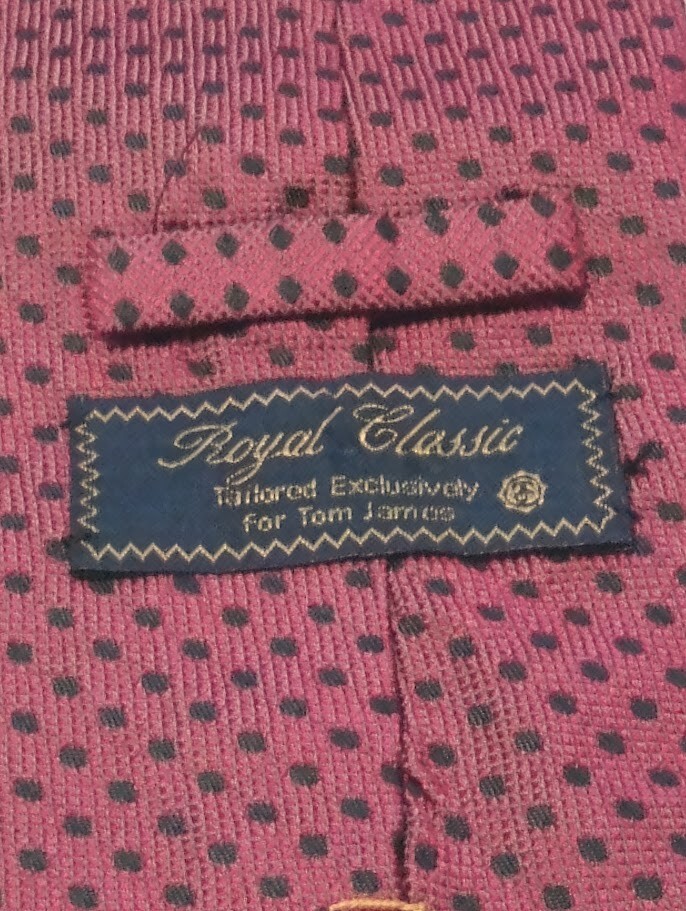 Royal Classic
Tailored Exclusively
for Tom James